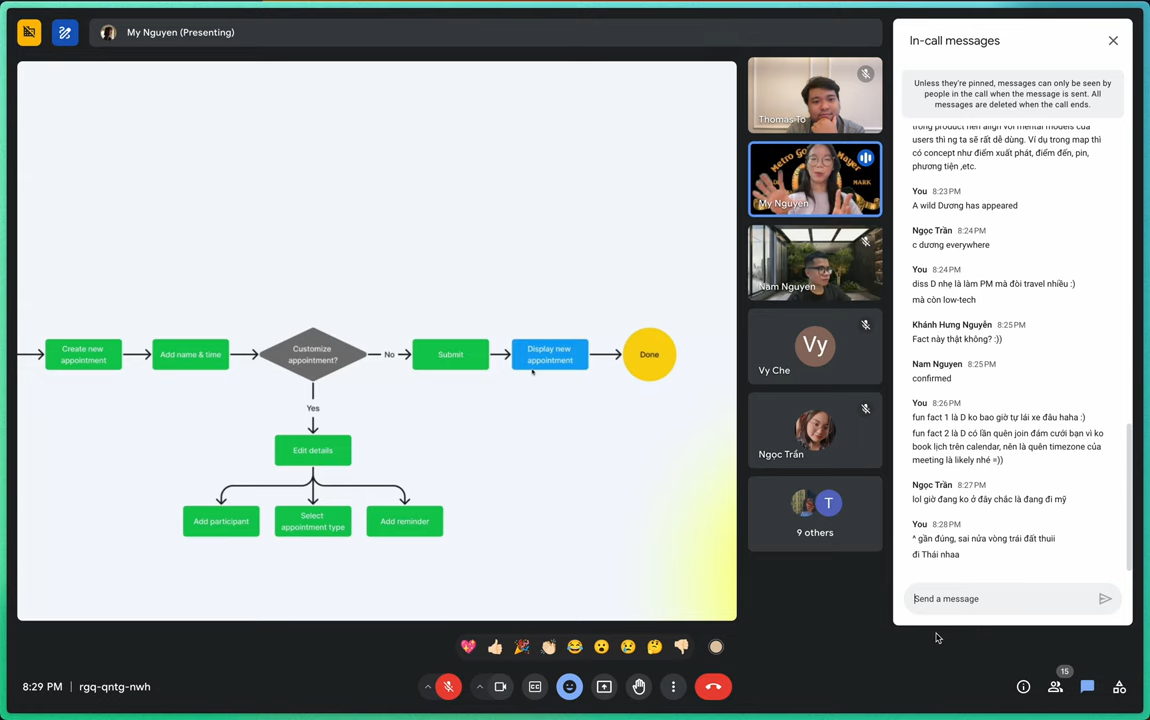 My Nguyen (Presenting)
Create new
appointment
Add name & time
Customize
appointment?
No
Submit
Display new
appointment
Done
Yes
Edit details
Add participant
Select
appointment type
Add reminder
Thomas To
Metro Go Mayer
MARK
My Nguyen
Nam Nguyen
Vy
Vy Che
Ngọc Trần
T
9 others
In-call messages
Unless they're pinned, messages can only be seen by
people in the call when the message is sent. All
messages are deleted when the call ends.
trong product nên align với mental models của
users thì ng ta sẽ rất dễ dùng. Ví dụ trong map thì
có concept như điểm xuất phát, điểm đến, pin,
phương tiện ,etc.
You 8:23 PM
A wild Dương has appeared
Ngọc Trần 8:24 PM
c dương everywhere
You 8:24 PM
diss D nhẹ là làm PM mà đòi travel nhiều :)
mà còn low-tech
Khánh Hưng Nguyễn 8:25 PM
Fact này thật không? :))
Nam Nguyen 8:25 PM
confirmed
You 8:26 PM
fun fact 1 là D ko bao giờ tự lái xe đâu haha :)
fun fact 2 là D có lần quên join đám cưới bạn vì ko
book lịch trên calendar, nên là quên timezone của
meeting là likely nhé =))
Ngọc Trần 8:27 PM
lol giờ đang ko ở đây chắc là đang đi mỹ
You 8:28 PM
^ gần đúng, sai nửa vòng trái đất thuii
đi Thái nhaa
Send a message
8:29 PM | rgq-qntg-nwh
15